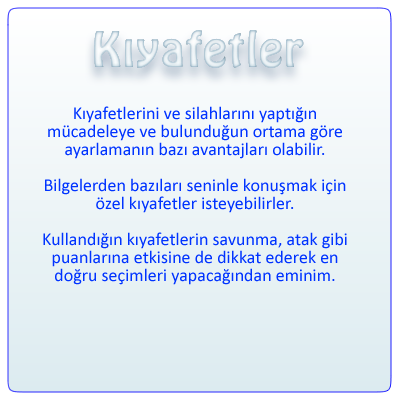 Kıyafetler
Kıyafetlerini ve silahlarını yaptığın
mücadeleye ve bulunduğun ortama göre
ayarlamanın bazı avantajları olabilir.
Bilgelerden bazıları seninle konuşmak için
özel kıyafetler isteyebilirler.
Kullandığın kıyafetlerin savunma, atak gibi
puanlarına etkisine de dikkat ederek en
doğru seçimleri yapacağından eminim.